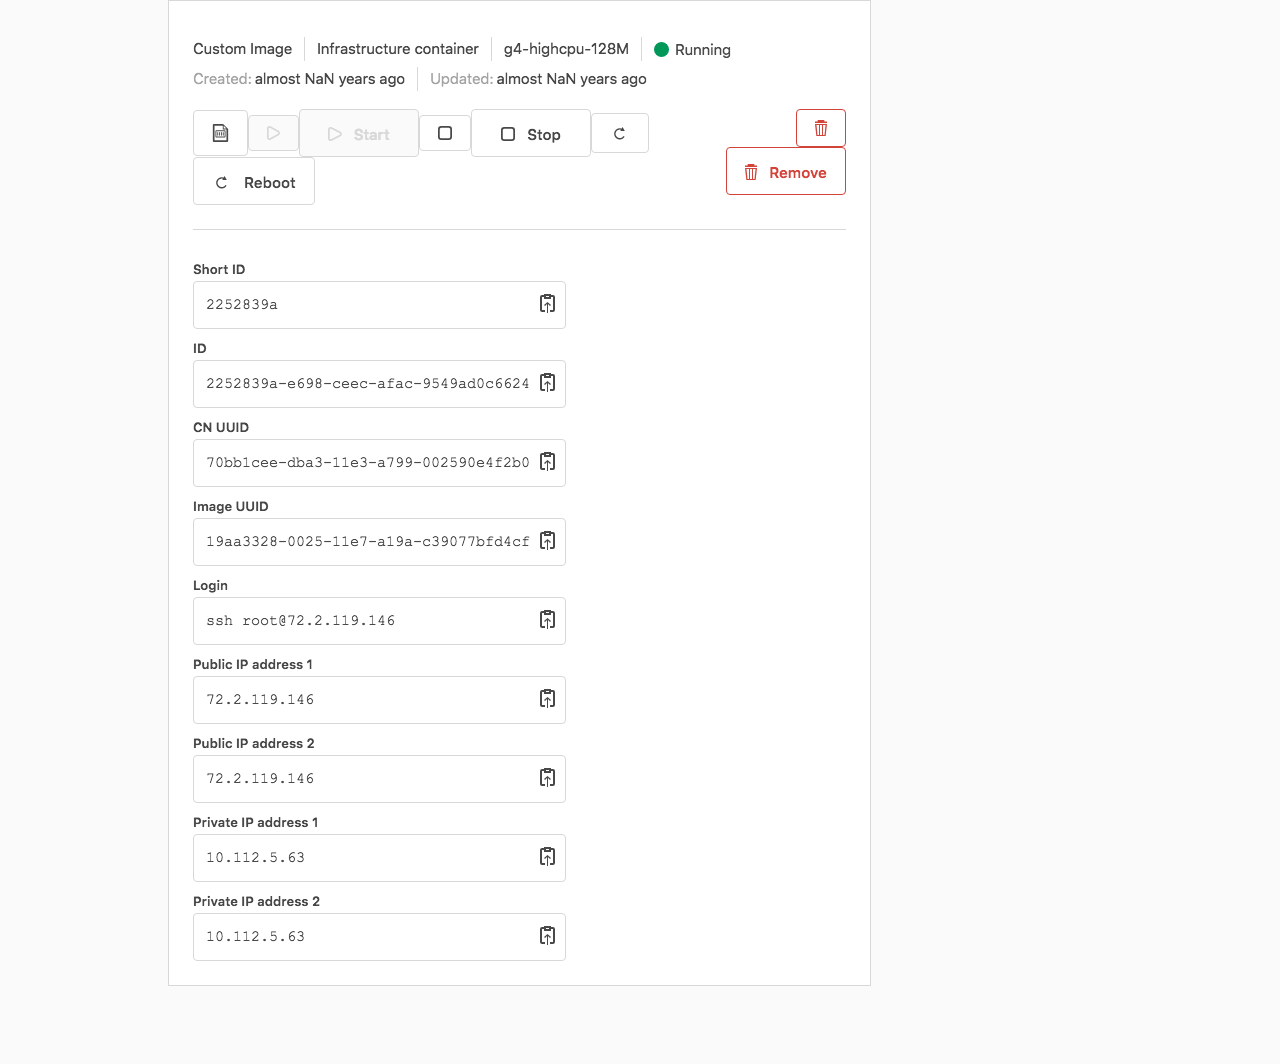 Custom Image Infrastructure container g4-highcpu-128M Running
Created: almost NaN years ago Updated: almost NaN years ago
Start Stop
Reboot Remove
Short ID
2252839a
ID
2252839a-e698-ceec-afac-9549ad0c6624
CN UUID
70bb1cee-dba3-11e3-a799-002590e4f2b0
Image UUID
19aa3328-0025-11e7-a19a-c39077bfd4cf
Login
ssh root@72.2.119.146
Public IP address 1
72.2.119.146
Public IP address 2
72.2.119.146
Private IP address 1
10.112.5.63
Private IP address 2
10.112.5.63